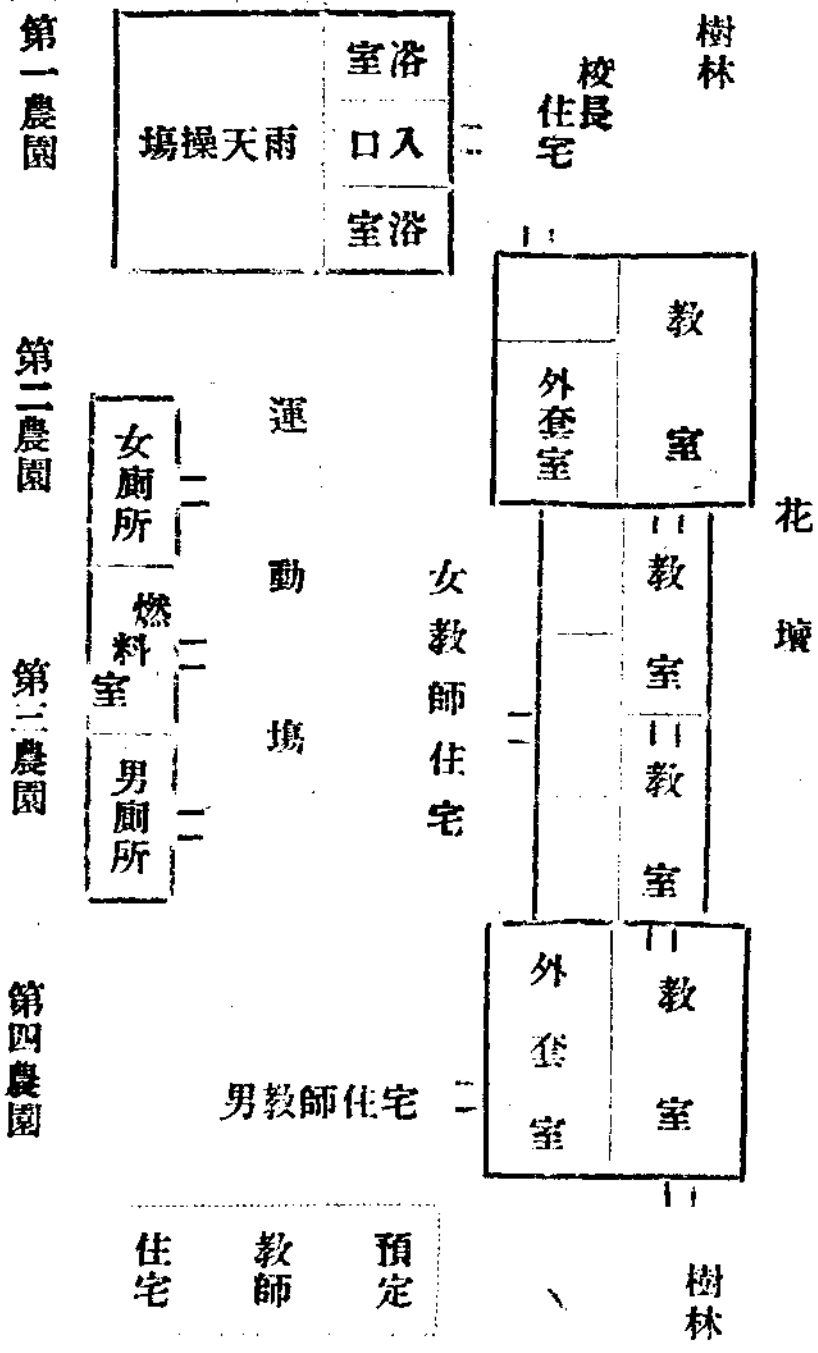 樹林
校長
住宅
浴室
入口
浴室
雨天操塲
第一農園
教室
外套室
花壇
教室
教室
女教師住宅
運動塲
女廁所
燃料室
男廁所
第二農園
第三農園
教室
外套室
男教師住宅
第四農園
樹林
預定
教師
住宅